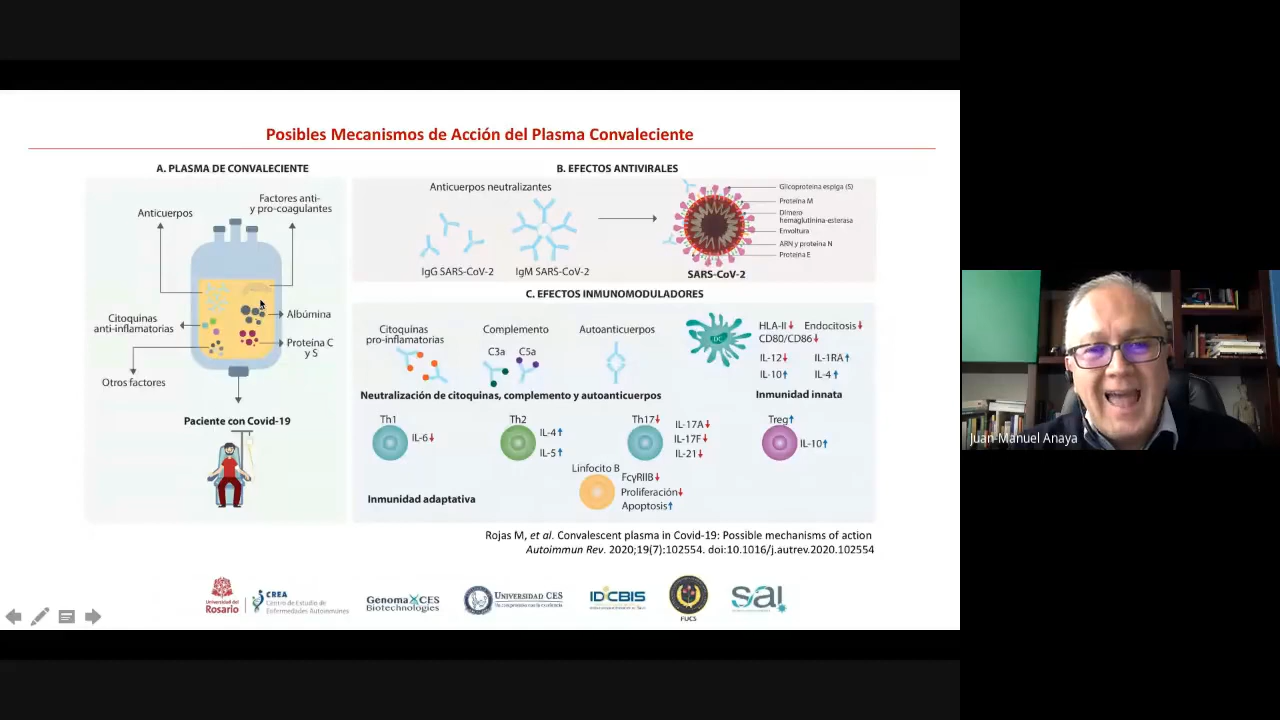 Posibles Mecanismos de Acción del Plasma Convaleciente
A. PLASMA DE CONVALECIENTE
Anticuerpos
Factores anti-
y pro-coagulantes
Citoquinas
anti-inflamatorias
Albúmina
Proteína C
y S
Otros factores
Paciente con Covid-19
B. EFECTOS ANTIVIRALES
Anticuerpos neutralizantes
IgG SARS-CoV-2
IgM SARS-CoV-2
Glicoproteína espiga (S)
Proteína M
Dímero
hemaglutinina-esterasa
Envoltura
ARN y proteína N
Proteína E
SARS-CoV-2
C. EFECTOS INMUNOMODULADORES
Citoquinas
pro-inflamatorias
Complemento
C3a
C5a
Autoanticuerpos
DC
HLA-II↓ Endocitosis↓
CD80/CD86↓
IL-12↓ IL-1RA↑
IL-10↑ IL-4↑
Neutralización de citoquinas, complemento y autoanticuerpos
Inmunidad innata
Th1
IL-6↓
Th2
IL-4↑
IL-5↑
Th17↓
IL-17A↓
IL-17F↓
IL-21↓
Treg↑
IL-10↑
Linfocito B
FcγRIIB↓
Proliferación↓
Apoptosis↑
Inmunidad adaptativa
Rojas M, et al. Convalescent plasma in Covid-19: Possible mechanisms of action
Autoimmun Rev. 2020;19(7):102554. doi:10.1016/j.autrev.2020.102554
Universidad del
Rosario
CREA
Centro de Estudio de
Enfermedades Autoinmunes
Genoma CES
Biotechnologies
UNIVERSIDAD CES
IDCBIS
FUCS
sai
Juan-Manuel Anaya